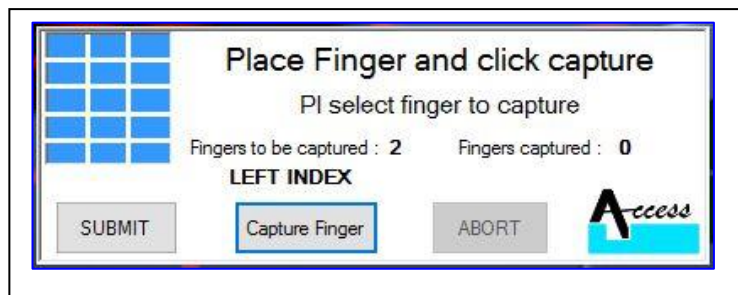 Place Finger and click capture
Pl select finger to capture
Fingers to be captured : 2 Fingers captured : 0
LEFT INDEX
SUBMIT Capture Finger ABORT Access